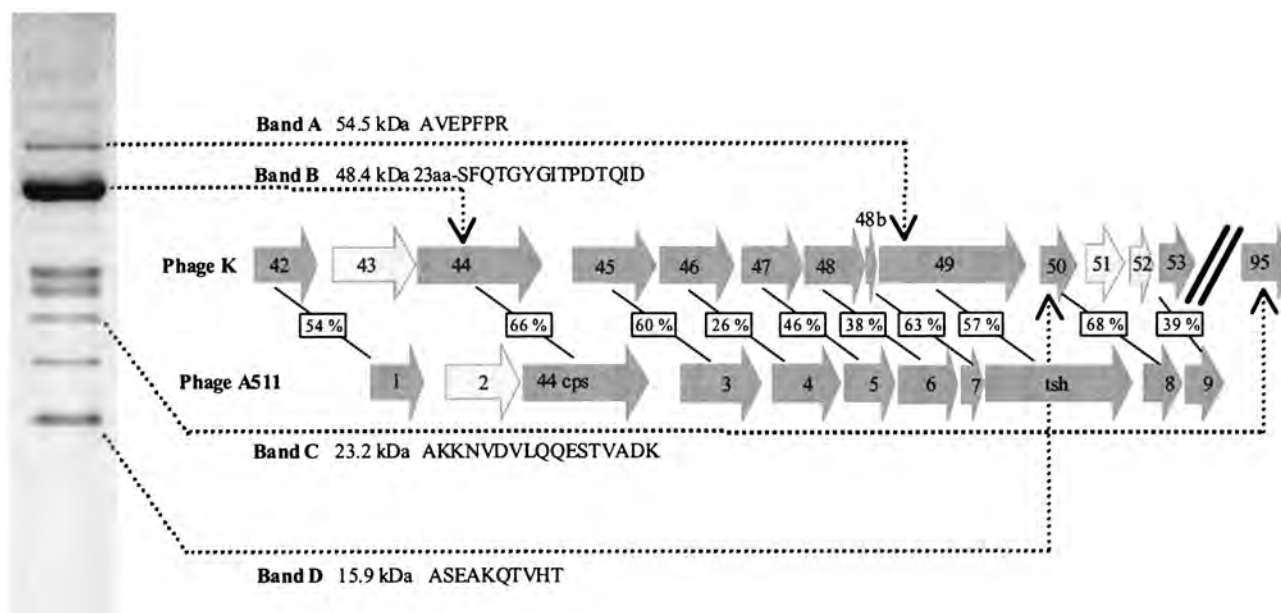 Band A 54.5 kDa AVEPFPR
Band B 48.4 kDa 23aa-SFQTGYGITPDTQID
48b
Phage K 42 43 44 45 46 47 48 49 50 51 52 53 95
54 % 66 % 60 % 26 % 46 % 38 % 63 % 57 % 68 % 39 %
Phage A511 1 2 44 cps 3 4 5 6 7 tsh 8 9
Band C 23.2 kDa AKKNVDVLQQESTVADK
Band D 15.9 kDa ASEAKQTVHT